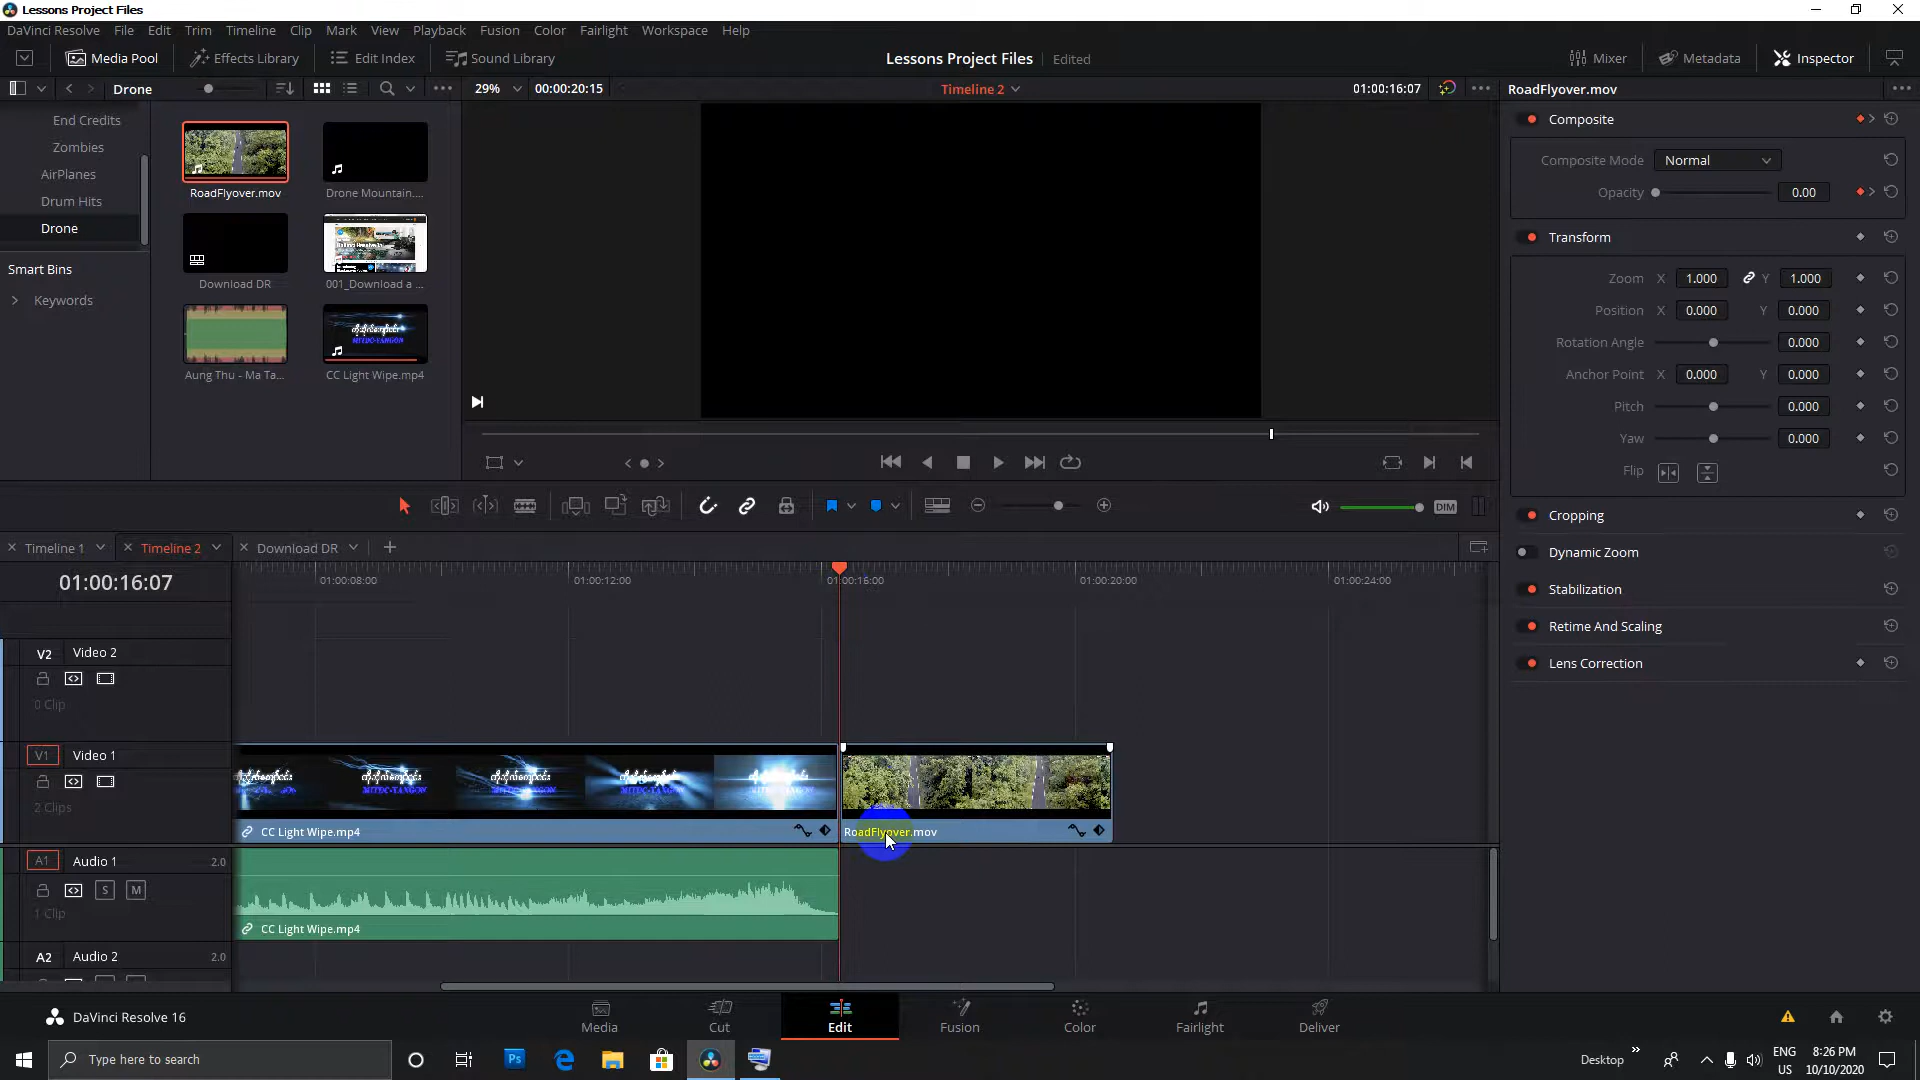 Lessons Project Files
DaVinci Resolve File Edit Trim Timeline Clip Mark View Playback Fusion Color Fairlight Workspace Help
Media Pool Effects Library Edit Index Sound Library Lessons Project Files Edited Mixer Metadata Inspector
Drone 29% 00:00:20:15 Timeline 2 01:00:16:07 RoadFlyover.mov
End Credits
Zombies
AirPlanes
Drum Hits
Drone
Smart Bins
Keywords
RoadFlyover.mov Drone Mountain....
Download DR 001_Download a ...
Aung Thu - Ma Ta... CC Light Wipe.mp4
Composite
Composite Mode Normal
Opacity 0.00
Transform
Zoom X 1.000 Y 1.000
Position X 0.000 Y 0.000
Rotation Angle 0.000
Anchor Point X 0.000 Y 0.000
Pitch 0.000
Yaw 0.000
Flip
Cropping
Dynamic Zoom
Stabilization
Retime And Scaling
Lens Correction
DIM
Timeline 1 Timeline 2 Download DR
01:00:16:07 01:00:08:00 01:00:12:00 01:00:16:00 01:00:20:00 01:00:24:00
V2 Video 2
0 Clip
V1 Video 1
2 Clips
MITEC-YANGON MITEC-YANGON MITEC-YANGON MITEC-YANGON
CC Light Wipe.mp4 RoadFlyover.mov
A1 Audio 1 2.0
S M
1 Clip
CC Light Wipe.mp4
A2 Audio 2 2.0
DaVinci Resolve 16 Media Cut Edit Fusion Color Fairlight Deliver
Type here to search Ps Desktop ENG US 8:26 PM 10/10/2020